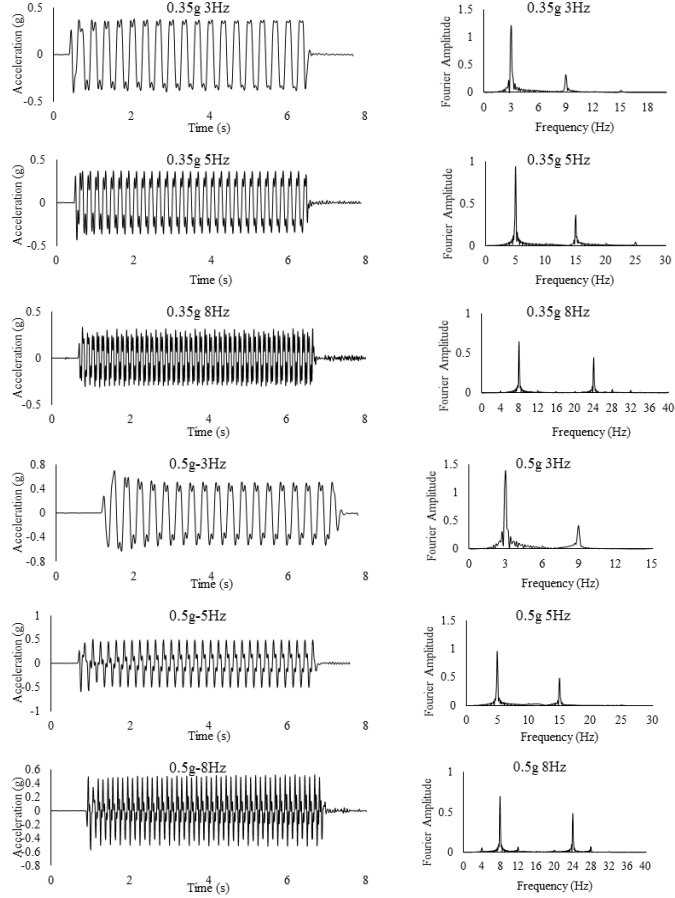 0.35g 3Hz
Acceleration (g)
0.5
0
-0.5
0 2 4 6 8
Time (s)
0.35g 3Hz
Fourier Amplitude
1.5
1
0.5
0
0 3 6 9 12 15 18
Frequency (Hz)
0.35g 5Hz
Acceleration (g)
0.5
0
-0.5
0 2 4 6 8
Time (s)
0.35g 5Hz
Fourier Amplitude
1
0.5
0
0 5 10 15 20 25 30
Frequency (Hz)
0.35g 8Hz
Acceleration (g)
0.5
0
-0.5
0 2 4 6 8
Time (s)
0.35g 8Hz
Fourier Amplitude
1
0.5
0
0 4 8 12 16 20 24 28 32 36 40
Frequency (Hz)
0.5g-3Hz
Acceleration (g)
0.8
0.4
0
-0.4
-0.8
0 2 4 6 8
Time (s)
0.5g 3Hz
Fourier Amplitude
1.5
1
0.5
0
0 3 6 9 12 15
Frequency (Hz)
0.5g-5Hz
Acceleration (g)
1
0.5
0
-0.5
-1
0 2 4 6 8
Time (s)
0.5g 5Hz
Fourier Amplitude
1.5
1
0.5
0
0 5 10 15 20 25 30
Frequency (Hz)
0.5g-8Hz
Acceleration (g)
0.6
0.4
0.2
0
-0.2
-0.4
-0.6
-0.8
0 2 4 6 8
Time (s)
0.5g 8Hz
Fourier Amplitude
1
0.5
0
0 4 8 12 16 20 24 28 32 36 40
Frequency (Hz)